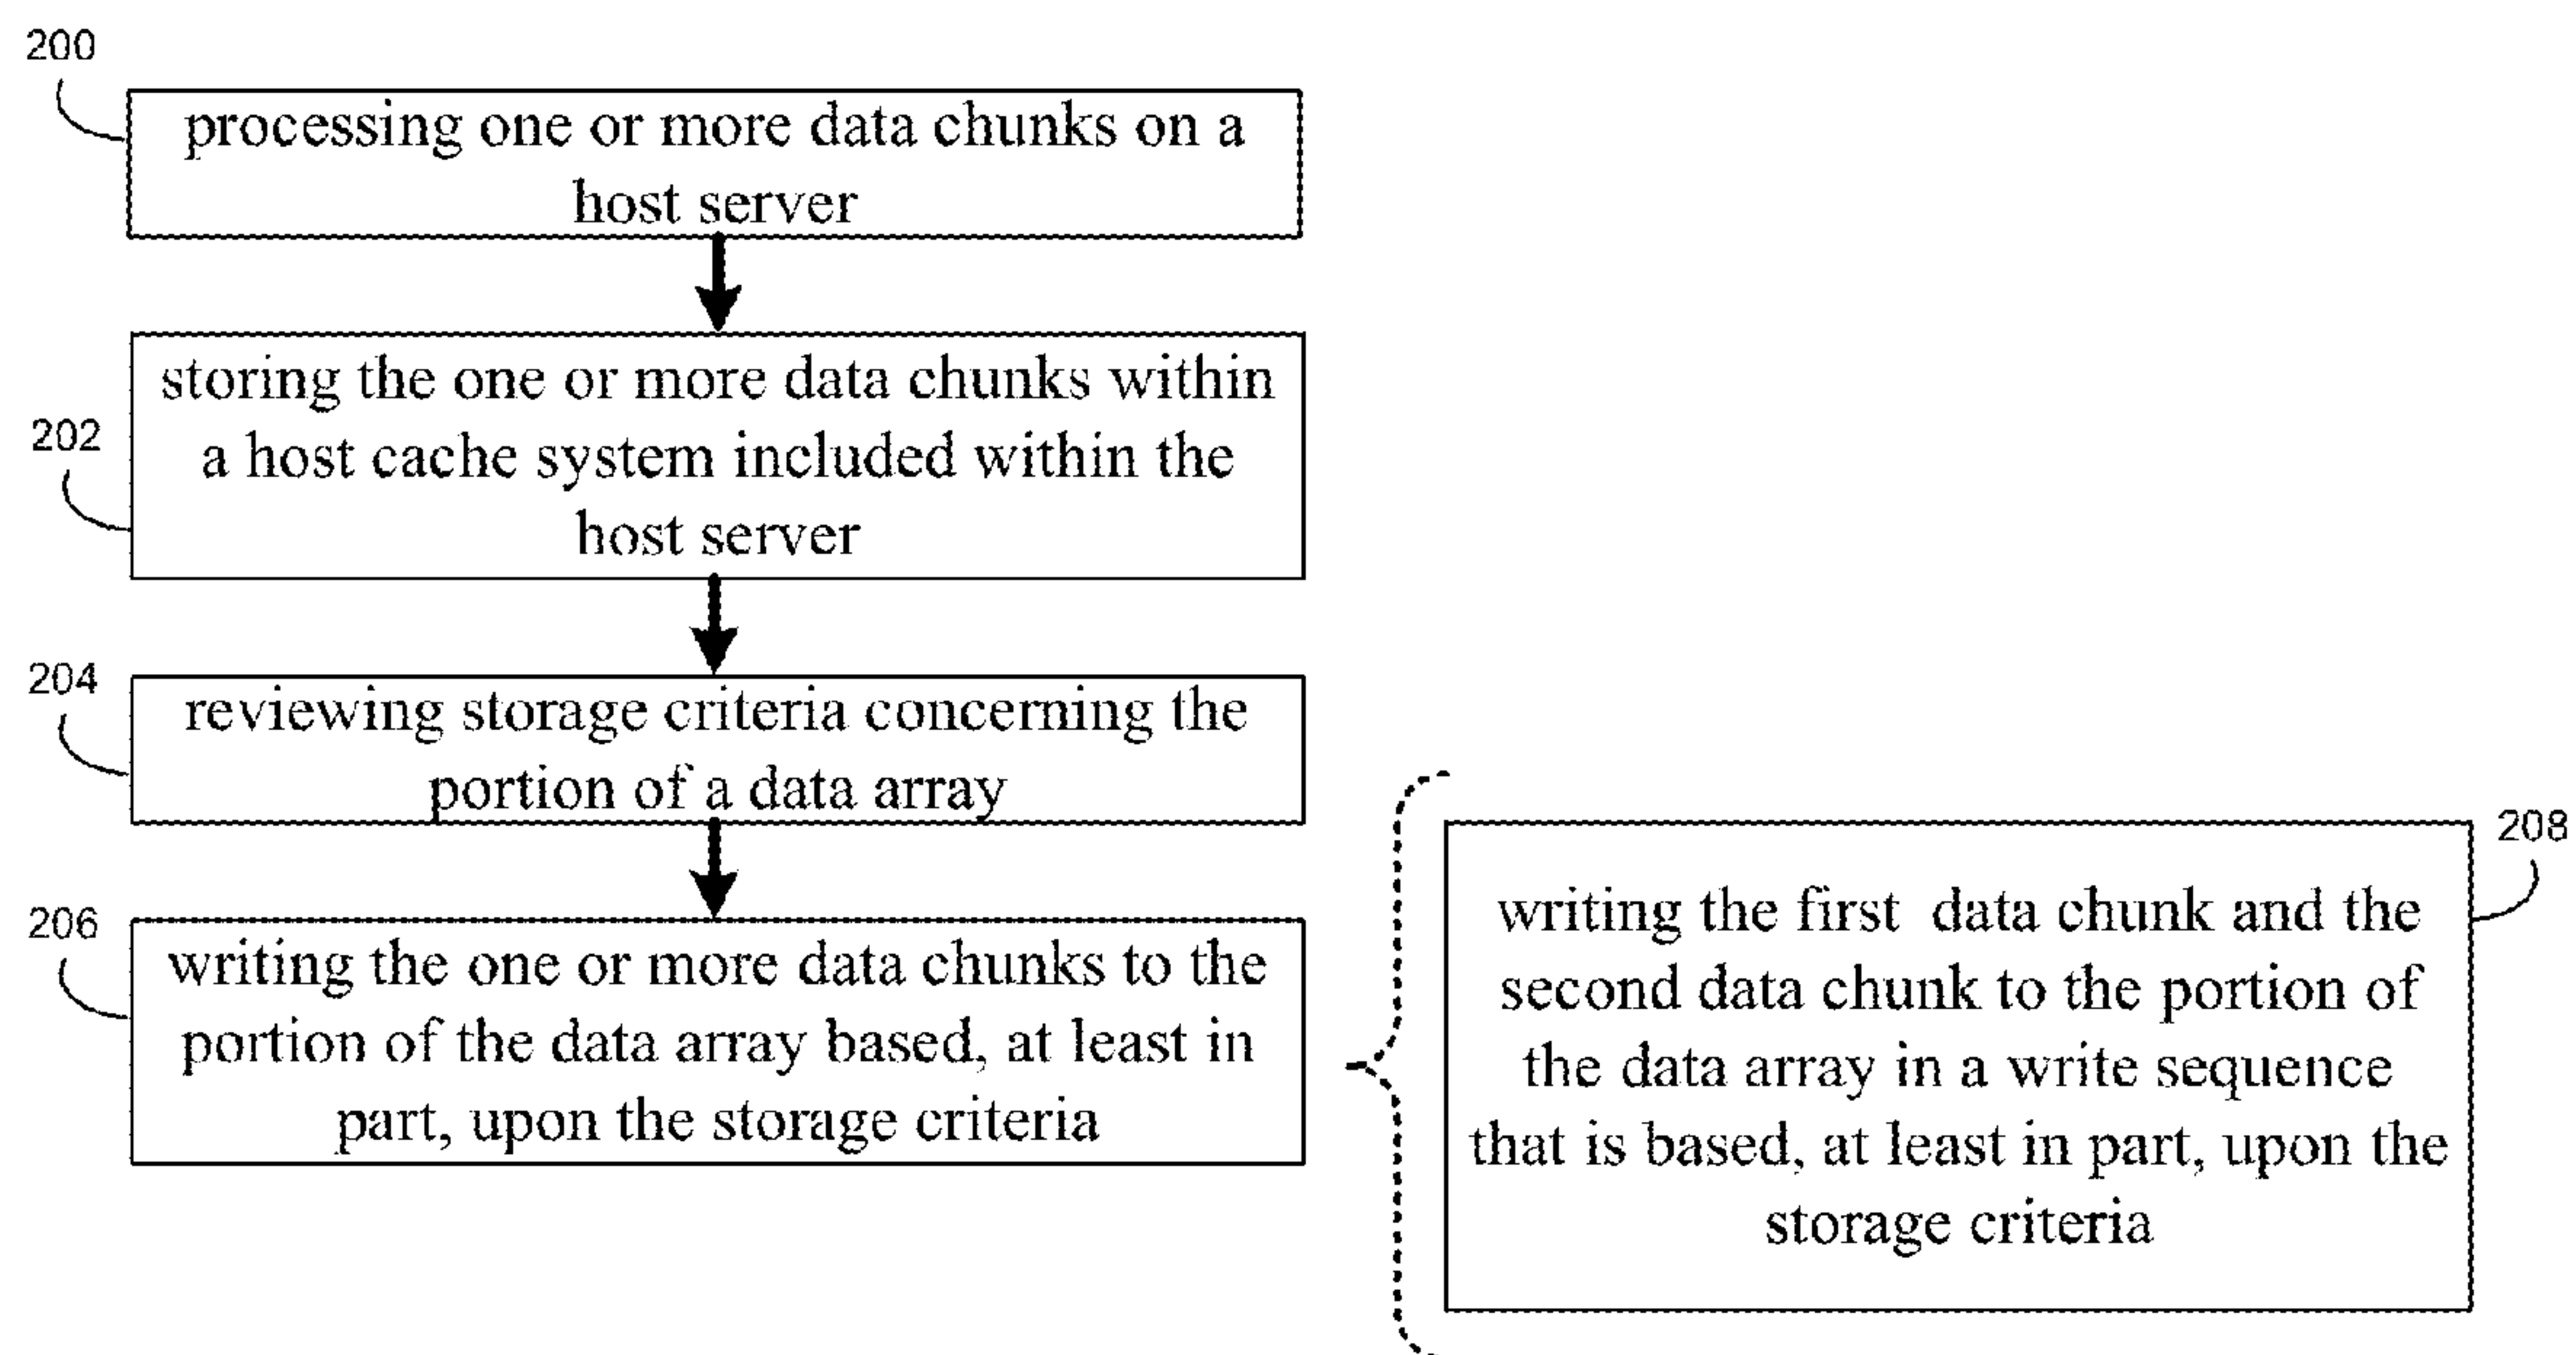 200
processing one or more data chunks on a
host server
storing the one or more data chunks within
202
a host cache system included within the
host server
204
reviewing storage criteria concerning the
portion of a data array
206
writing the one or more data chunks to the
portion of the data array based, at least in
part, upon the storage criteria
208
writing the first data chunk and the
second data chunk to the portion of
the data array in a write sequence
that is based, at least in part, upon the
storage criteria